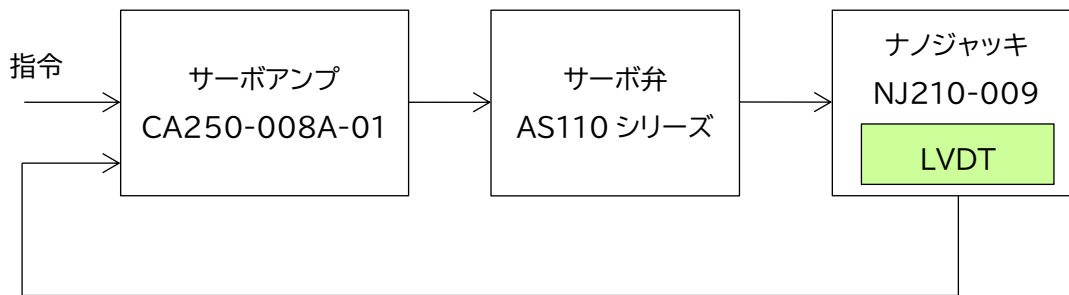 指令
サーボアンプ
CA250-008A-01
サーボ弁
AS110 シリーズ
ナノジャッキ
NJ210-009
LVDT